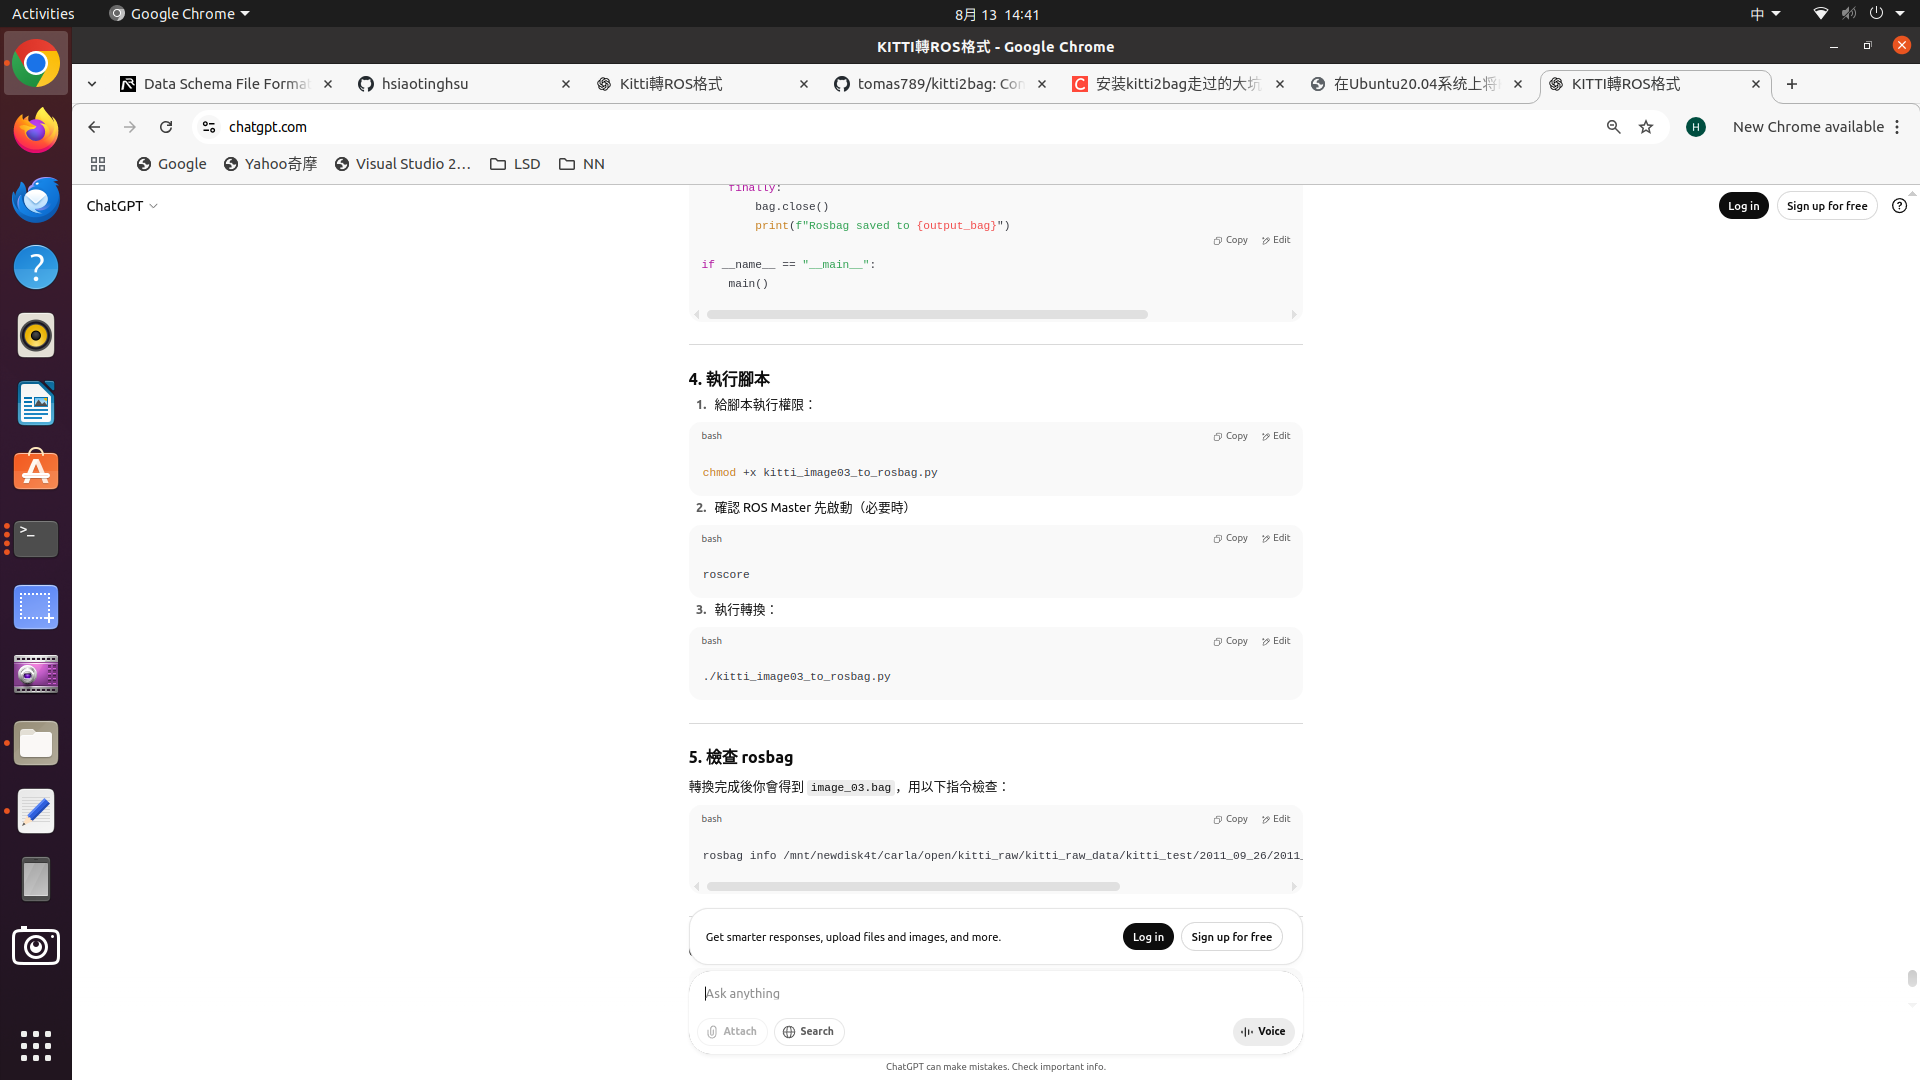 Activities
Google Chrome
8月 13 14:41
中
KITTI轉ROS格式 - Google Chrome
Data Schema File Format
hsiaotinghsu
Kitti轉ROS格式
tomas789/kitti2bag: Con
安装kitti2bag走过的大坑
在Ubuntu20.04系统上将
KITTI轉ROS格式
chatgpt.com
H
New Chrome available
Google
Yahoo奇摩
Visual Studio 2…
LSD
NN
ChatGPT
Log in
Sign up for free
finally:
bag.close()
print(f"Rosbag saved to {output_bag}")
Copy
Edit
if __name__ == "__main__":
main()
4. 執行腳本
1. 給腳本執行權限：
bash
Copy
Edit
chmod +x kitti_image03_to_rosbag.py
2. 確認 ROS Master 先啟動（必要時）
bash
Copy
Edit
roscore
3. 執行轉換：
bash
Copy
Edit
./kitti_image03_to_rosbag.py
5. 檢查 rosbag
轉換完成後你會得到 image_03.bag，用以下指令檢查：
bash
Copy
Edit
rosbag info /mnt/newdisk4t/carla/open/kitti_raw/kitti_raw_data/kitti_test/2011_09_26/2011_
Get smarter responses, upload files and images, and more.
Log in
Sign up for free
Ask anything
Attach
Search
Voice
ChatGPT can make mistakes. Check important info.